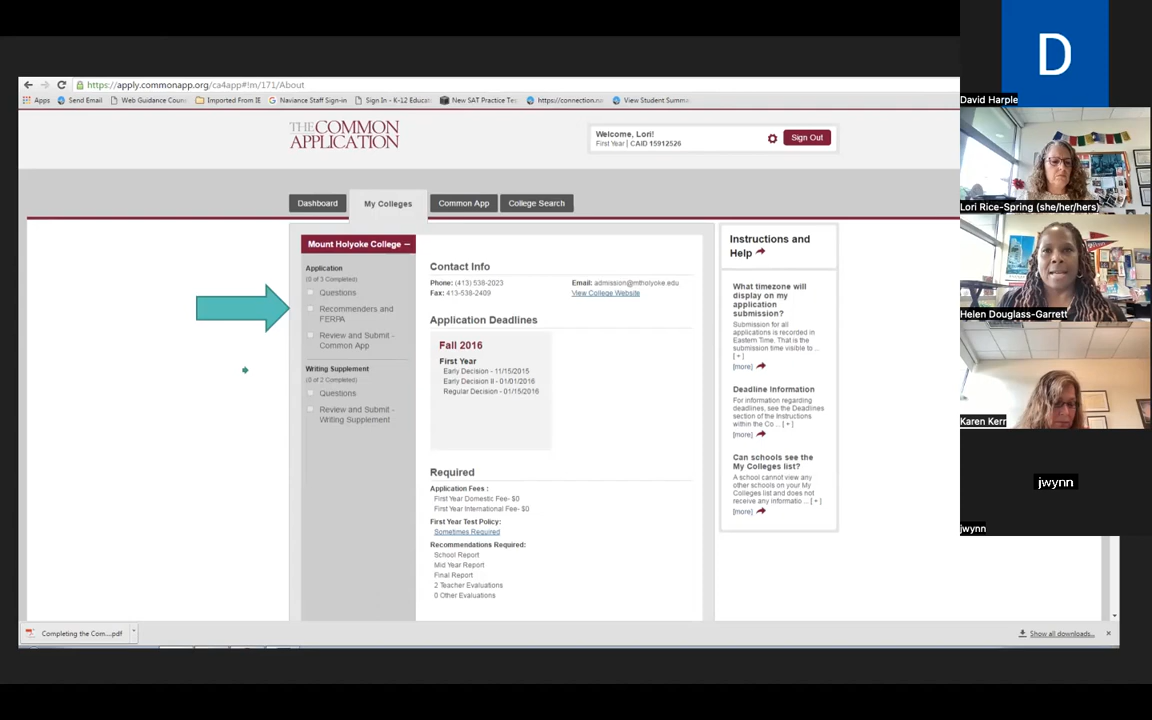 https://apply.commonapp.org/ca4app#!m/171/About
Apps
Send Email
Web Guidance Couns
Imported From IE
Naviance Staff Sign-in
Sign In - K-12 Educat
New SAT Practice Tes
https://connection.na
View Student Summa
THE COMMON
APPLICATION
Welcome, Lori!
First Year | CAID 15912526
Sign Out
Dashboard
My Colleges
Common App
College Search
Mount Holyoke College –
Application
(0 of 3 Completed)
Questions
Recommenders and
FERPA
Review and Submit -
Common App
Writing Supplement
(0 of 2 Completed)
Questions
Review and Submit -
Writing Supplement
Contact Info
Phone: (413) 538-2023
Email: admission@mtholyoke.edu
Fax: 413-538-2409
View College Website
Application Deadlines
Fall 2016
First Year
Early Decision - 11/15/2015
Early Decision II - 01/01/2016
Regular Decision - 01/15/2016
Required
Application Fees :
First Year Domestic Fee- $0
First Year International Fee- $0
First Year Test Policy:
Sometimes Required
Recommendations Required:
School Report
Mid Year Report
Final Report
2 Teacher Evaluations
0 Other Evaluations
Instructions and
Help
What timezone will
display on my
application
submission?
Submission for all
applications is recorded in
Eastern Time. That is the
submission time visible to ...
[ + ]
[more]
Deadline Information
For information regarding
deadlines, see the Deadlines
section of the Instructions
within the Co ... [ + ]
[more]
Can schools see the
My Colleges list?
A school cannot view any
other schools on your My
Colleges list and does not
receive any informatio ... [ + ]
[more]
Completing the Com....pdf
Show all downloads...
D
David Harple
Lori Rice-Spring (she/her/hers)
Helen Douglass-Garrett
Karen Kerr
jwynn
jwynn